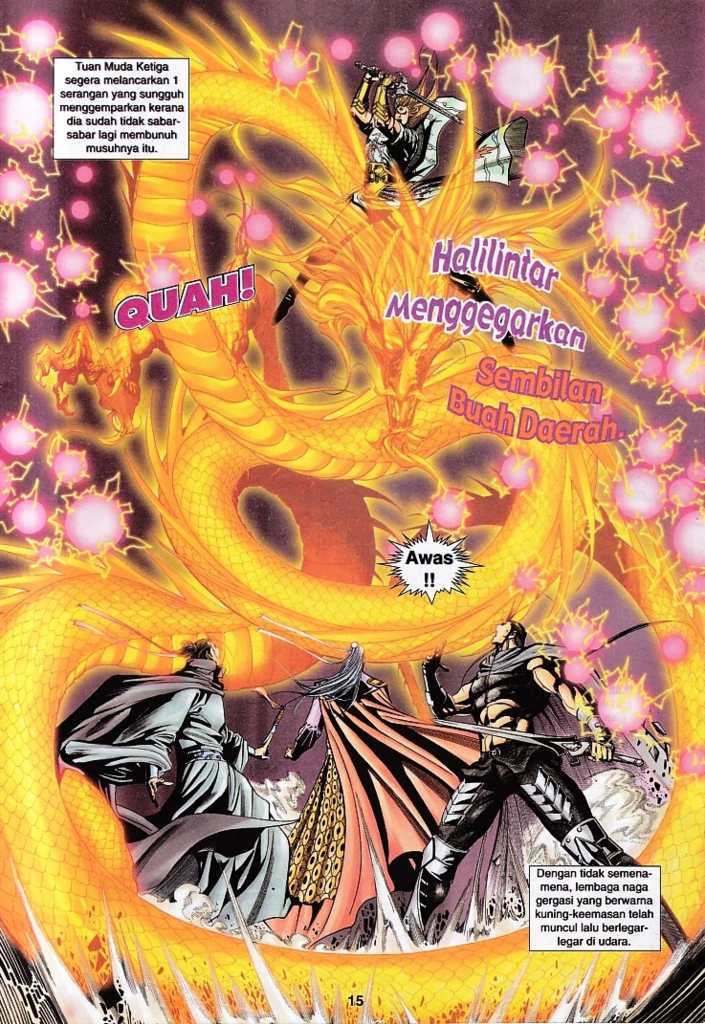 Tuan Muda Ketiga
segera melancarkan 1
serangan yang sungguh
menggemparkan kerana
dia sudah tidak sabar-
sabar lagi membunuh
musuhnya itu.
QUAH!
Halilintar
Menggegarkan
Sembilan
Buah Daerah.
Awas
!!
Dengan tidak semena-
mena, lembaga naga
gergasi yang berwarna
kuning-keemasan telah
muncul lalu berlegar-
legar di udara.
15